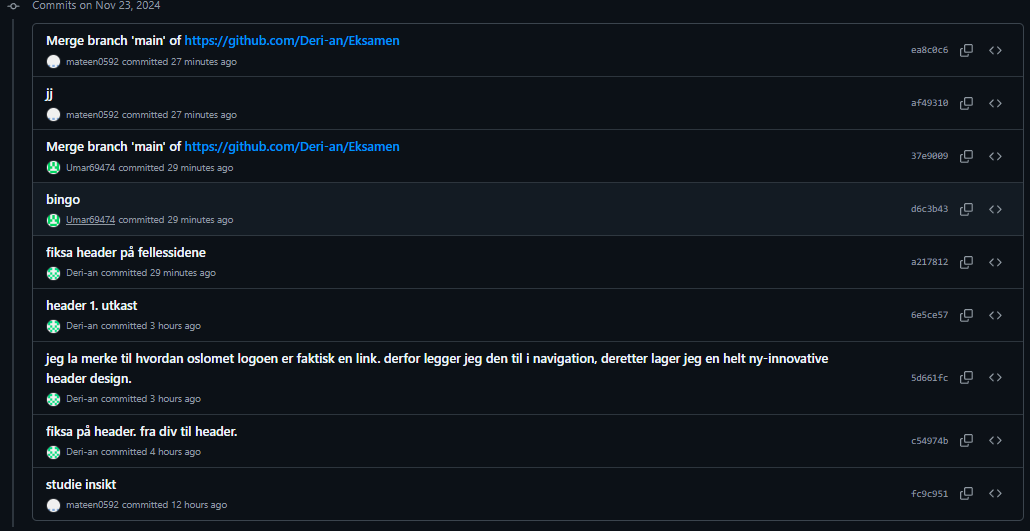 Commits on Nov 23, 2024
Merge branch 'main' of https://github.com/Deri-an/Eksamen
mateen0592 committed 27 minutes ago
ea8c0c6
jj
mateen0592 committed 27 minutes ago
af49310
Merge branch 'main' of https://github.com/Deri-an/Eksamen
Umar69474 committed 29 minutes ago
37e9009
bingo
Umar69474 committed 29 minutes ago
d6c3b43
fiksa header på fellessidene
Deri-an committed 29 minutes ago
a217812
header 1. utkast
Deri-an committed 3 hours ago
6e5ce57
jeg la merke til hvordan oslomet logoen er faktisk en link. derfor legger jeg den til i navigation, deretter lager jeg en helt ny-innovative
header design.
Deri-an committed 3 hours ago
5d661fc
fiksa på header. fra div til header.
Deri-an committed 4 hours ago
c54974b
studie insikt
mateen0592 committed 12 hours ago
fc9c951